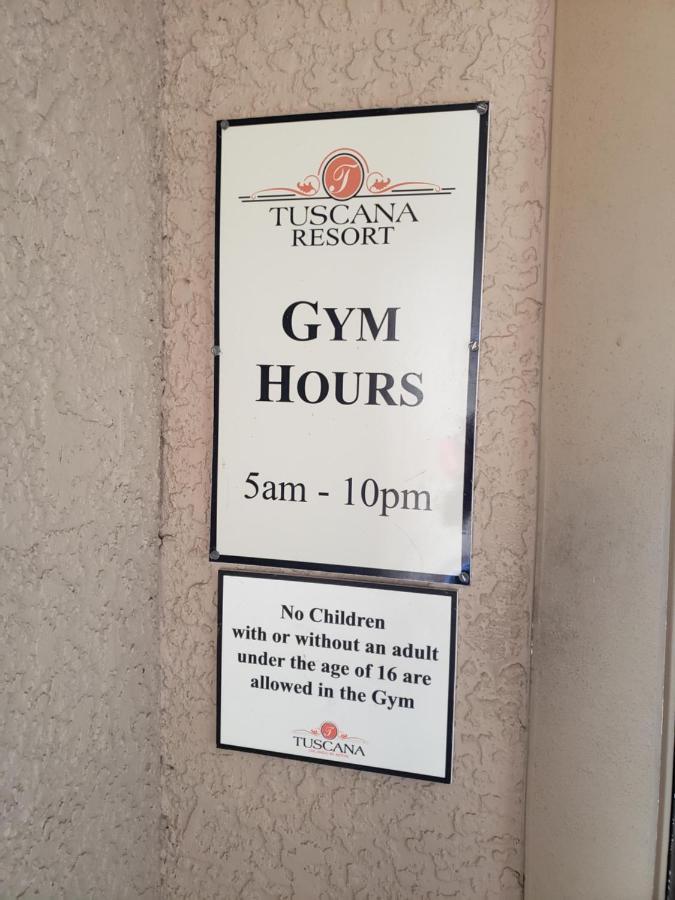 T
TUSCANA
RESORT
GYM
HOURS
5am - 10pm
No Children
with or without an adult
under the age of 16 are
allowed in the Gym
T
TUSCANA